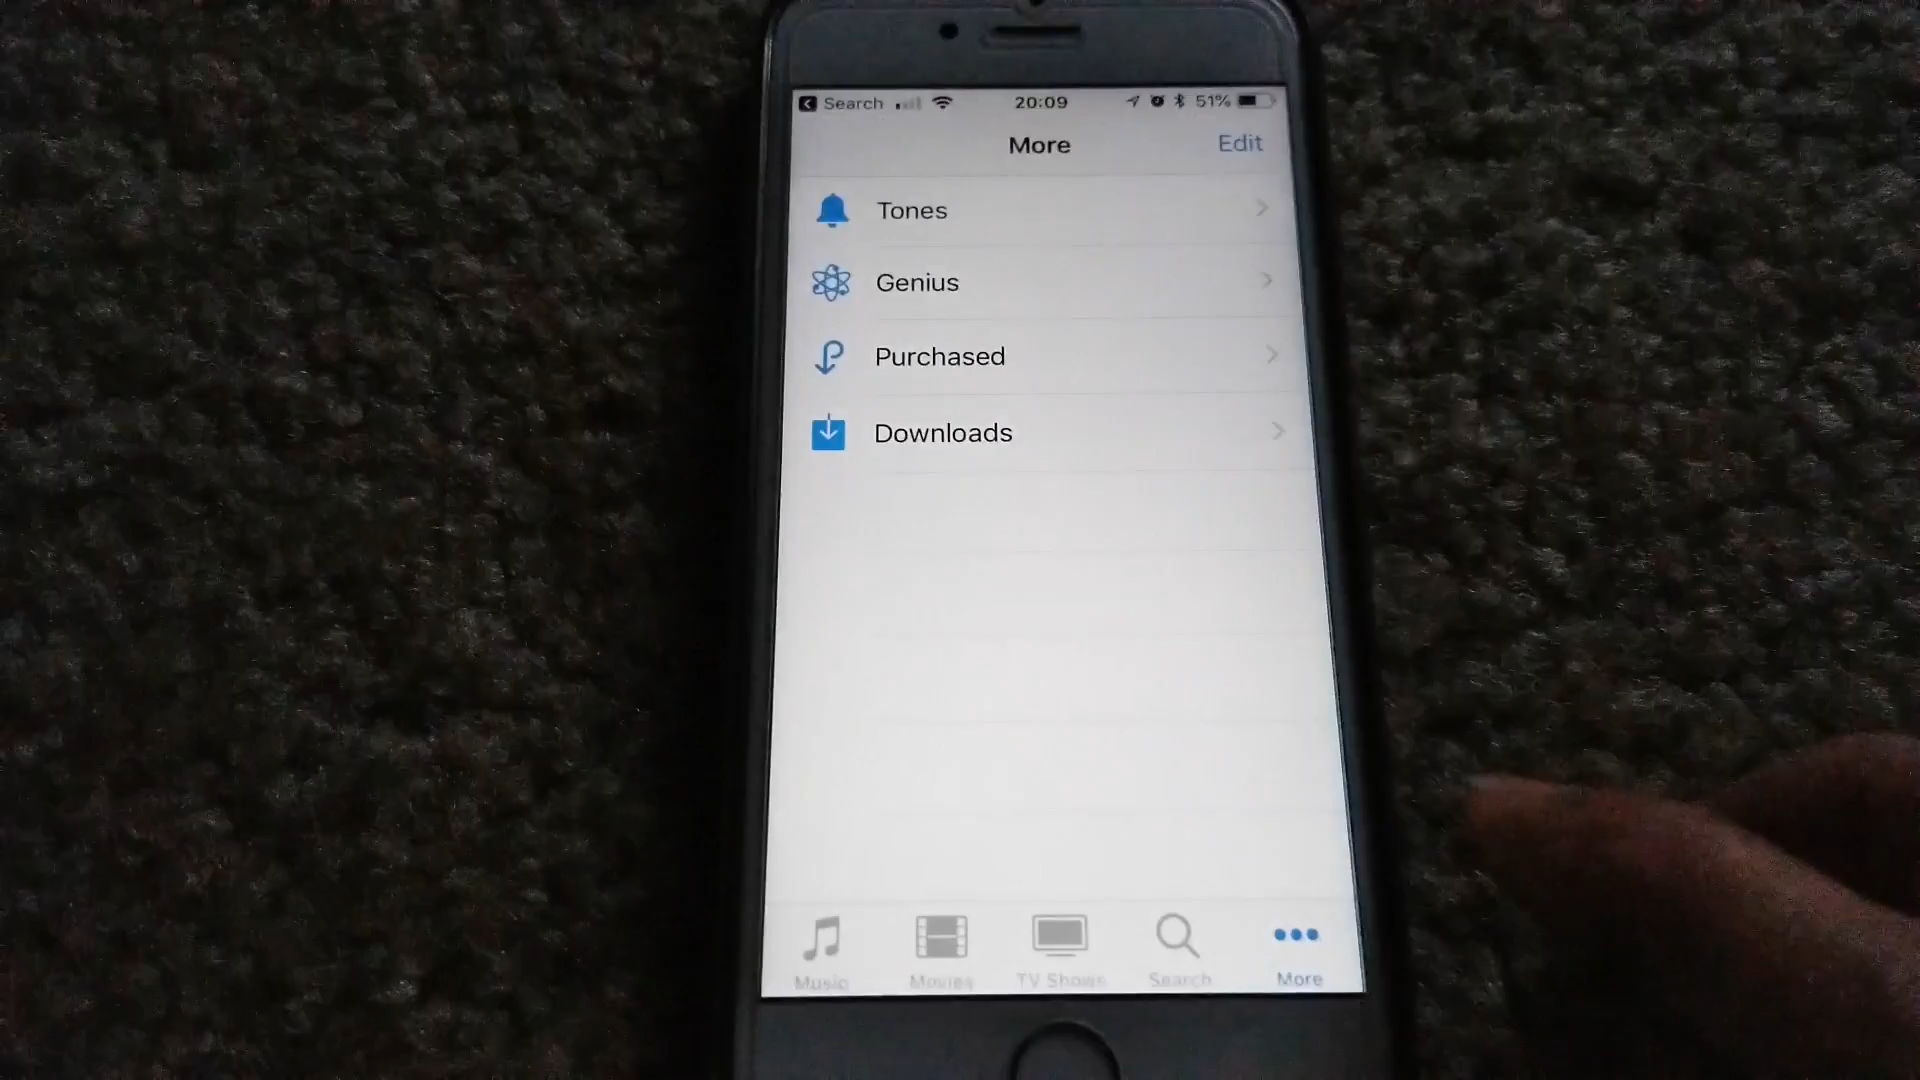 Search 20:09 51%
More Edit
Tones
Genius
Purchased
Downloads
Music Movies TV Shows Search More